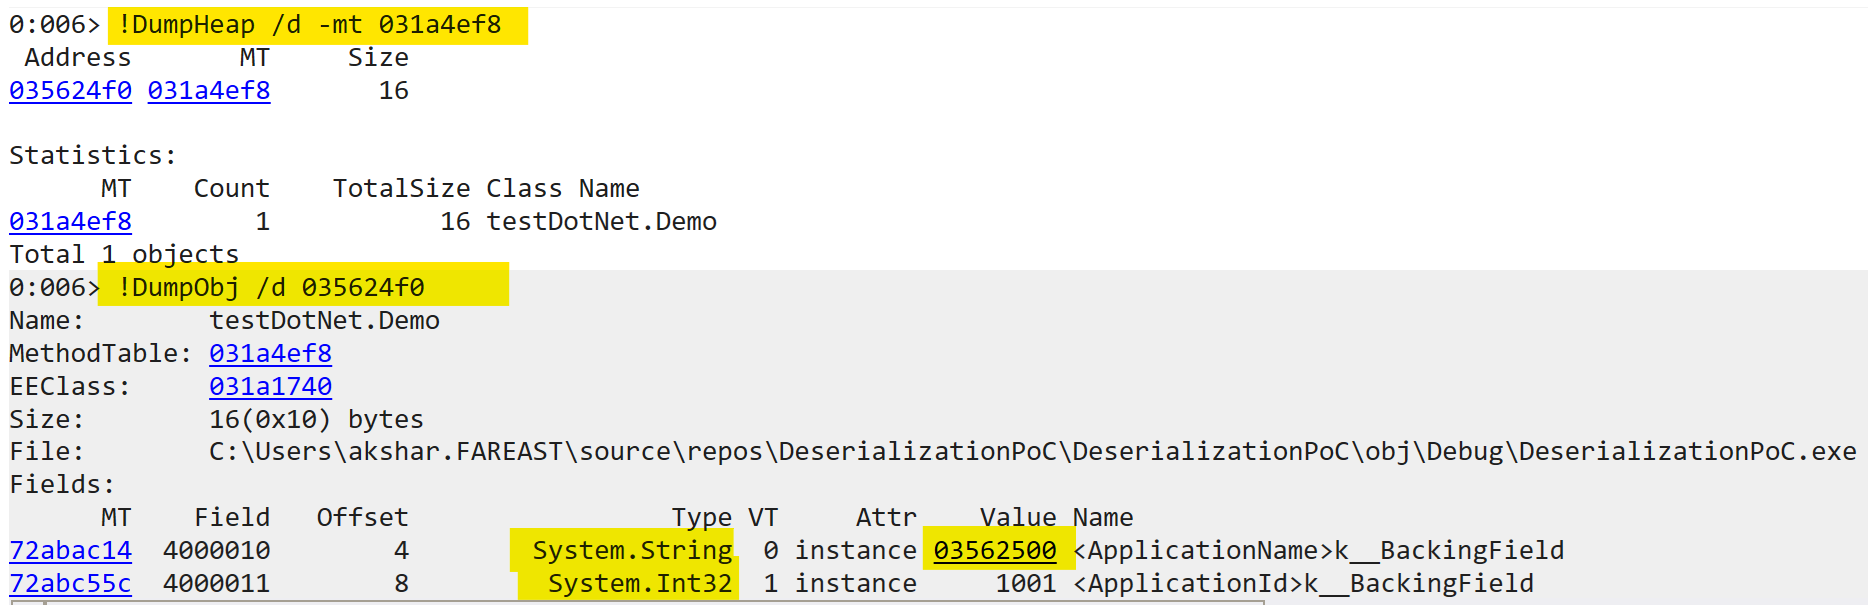 0:006> !DumpHeap /d -mt 031a4ef8
Address MT Size
035624f0 031a4ef8 16
Statistics:
MT Count TotalSize Class Name
031a4ef8 1 16 testDotNet.Demo
Total 1 objects
0:006> !DumpObj /d 035624f0
Name: testDotNet.Demo
MethodTable: 031a4ef8
EEClass: 031a1740
Size: 16(0x10) bytes
File: C:\Users\akshar.FAREAST\source\repos\DeserializationPoC\DeserializationPoC\obj\Debug\DeserializationPoC.exe
Fields:
MT Field Offset Type VT Attr Value Name
72abac14 4000010 4 System.String 0 instance 03562500 <ApplicationName>k__BackingField
72abc55c 4000011 8 System.Int32 1 instance 1001 <ApplicationId>k__BackingField